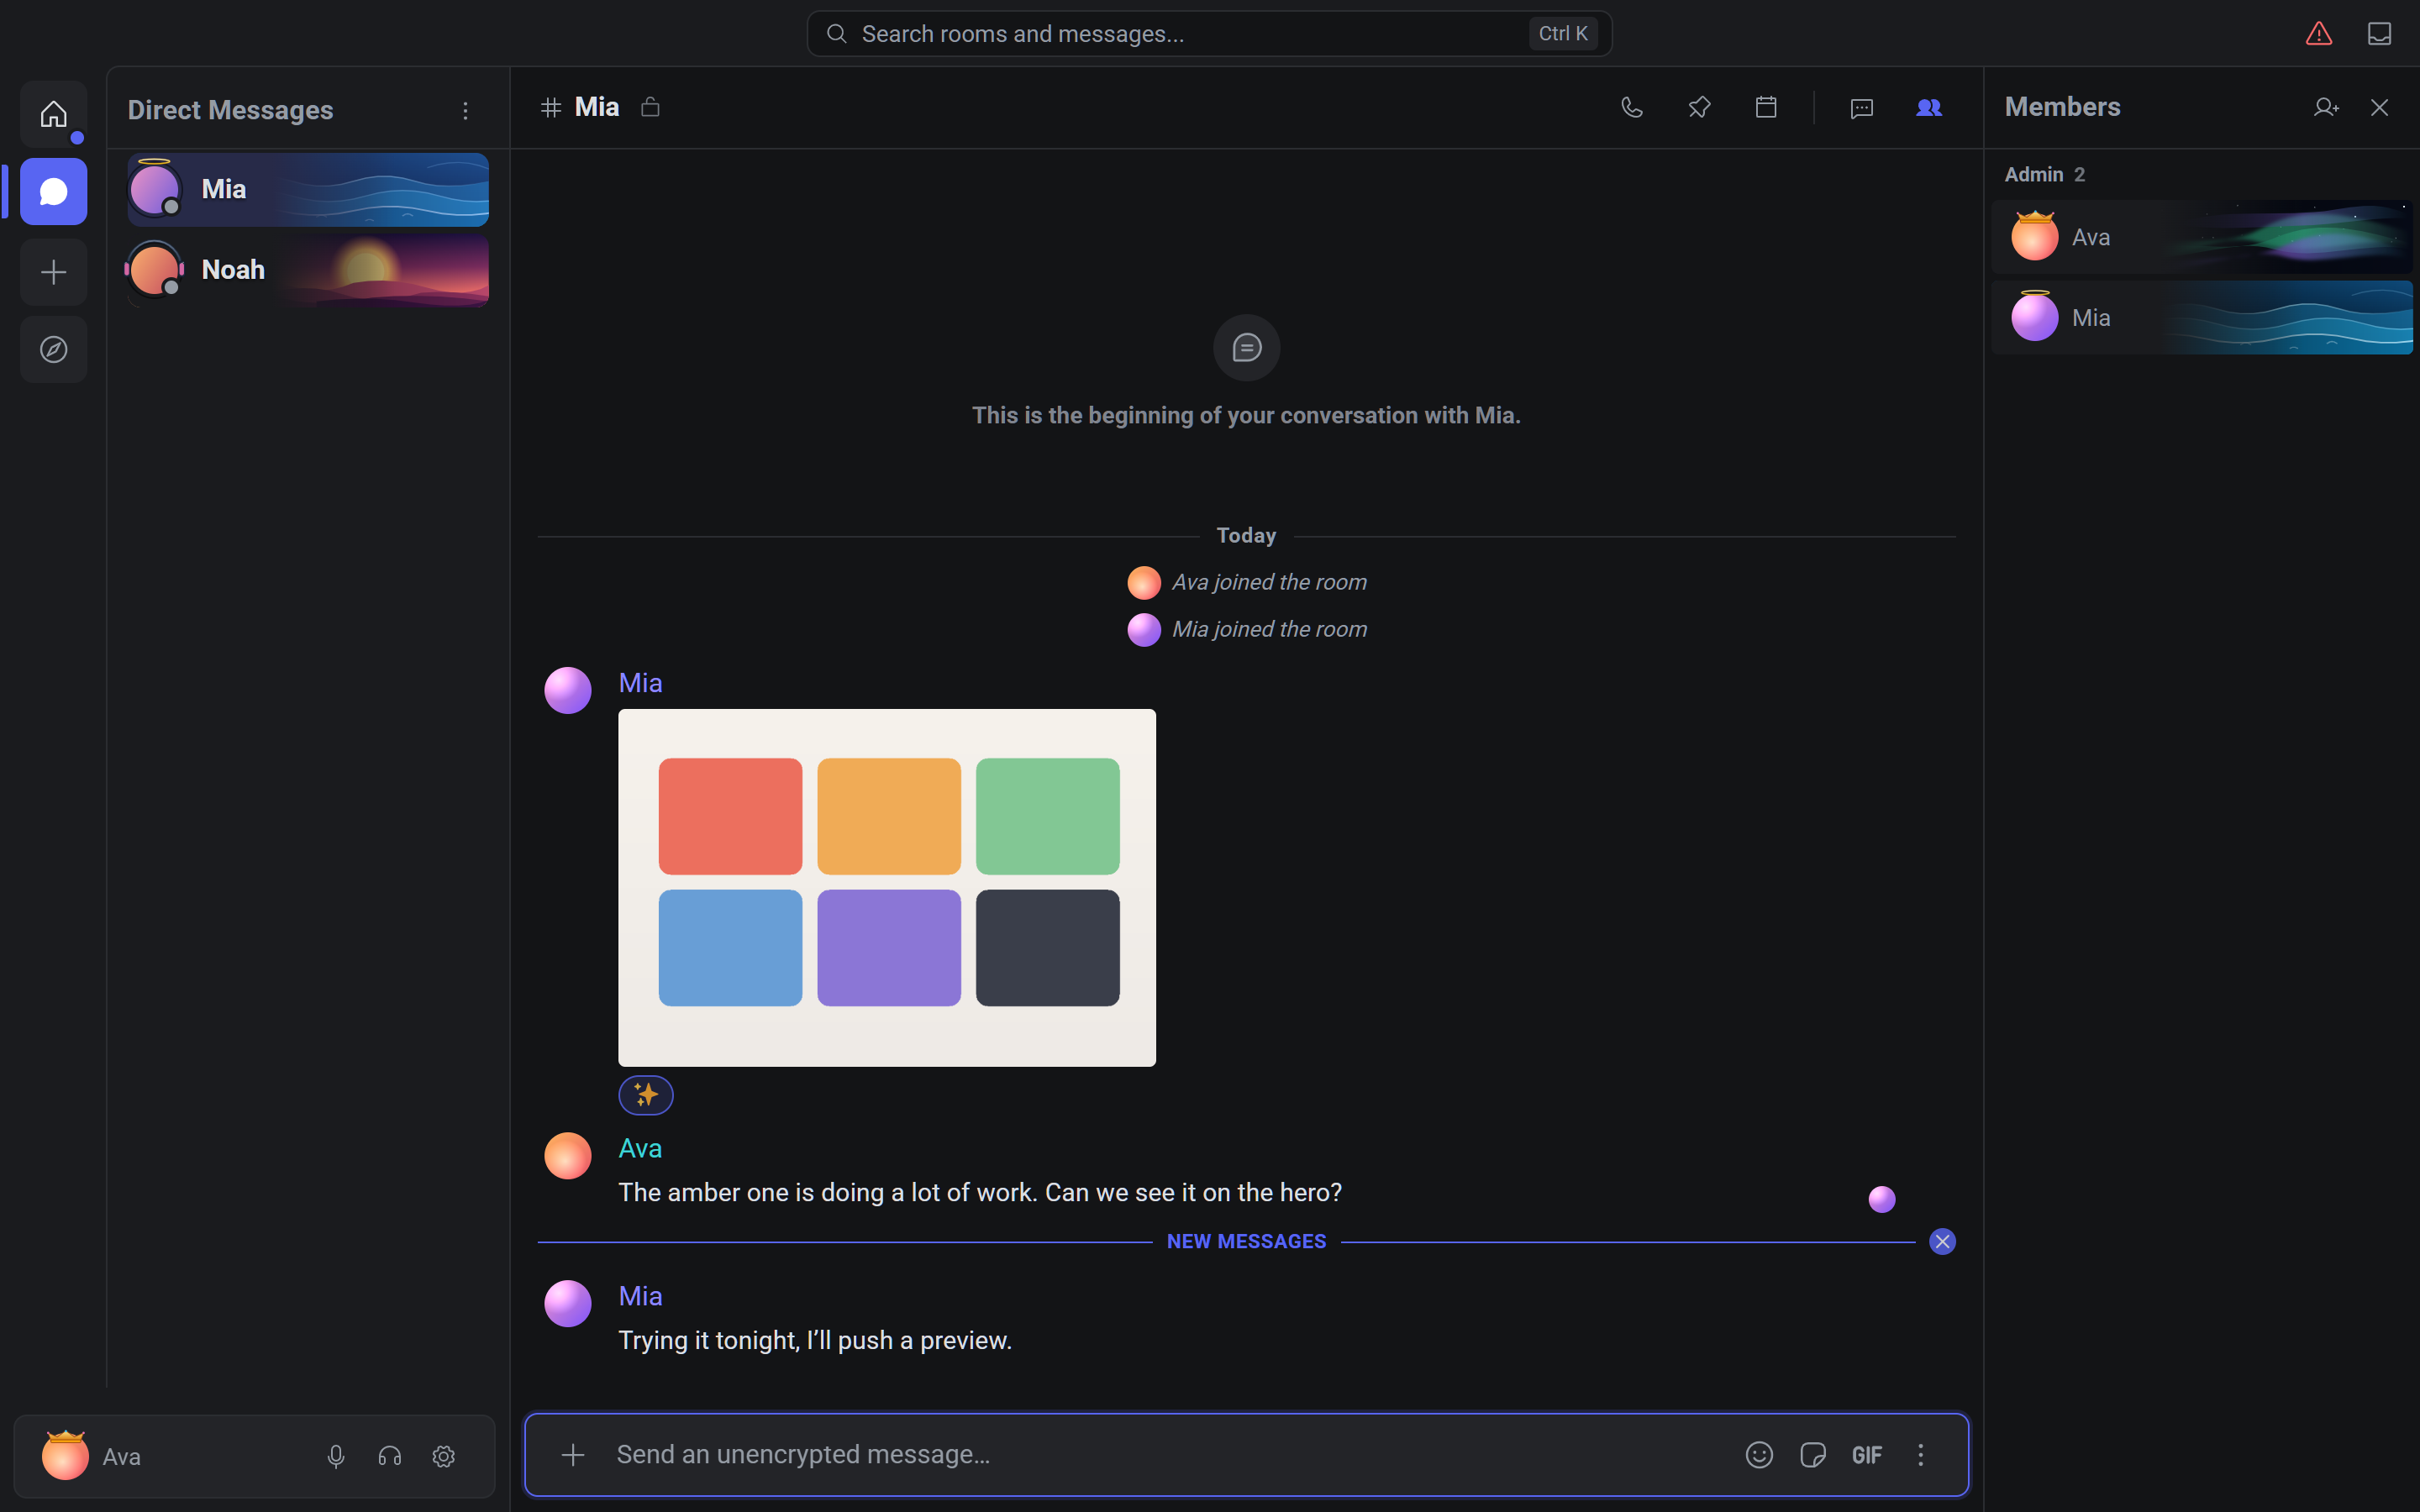 Search rooms and messages...
Ctrl K
Direct Messages
Mia
Noah
Mia
This is the beginning of your conversation with Mia.
Today
Ava joined the room
Mia joined the room
Mia
Ava
The amber one is doing a lot of work. Can we see it on the hero?
NEW MESSAGES
Mia
Trying it tonight, I’ll push a preview.
Send an unencrypted message…
GIF
Members
Admin 2
Ava
Mia
Ava